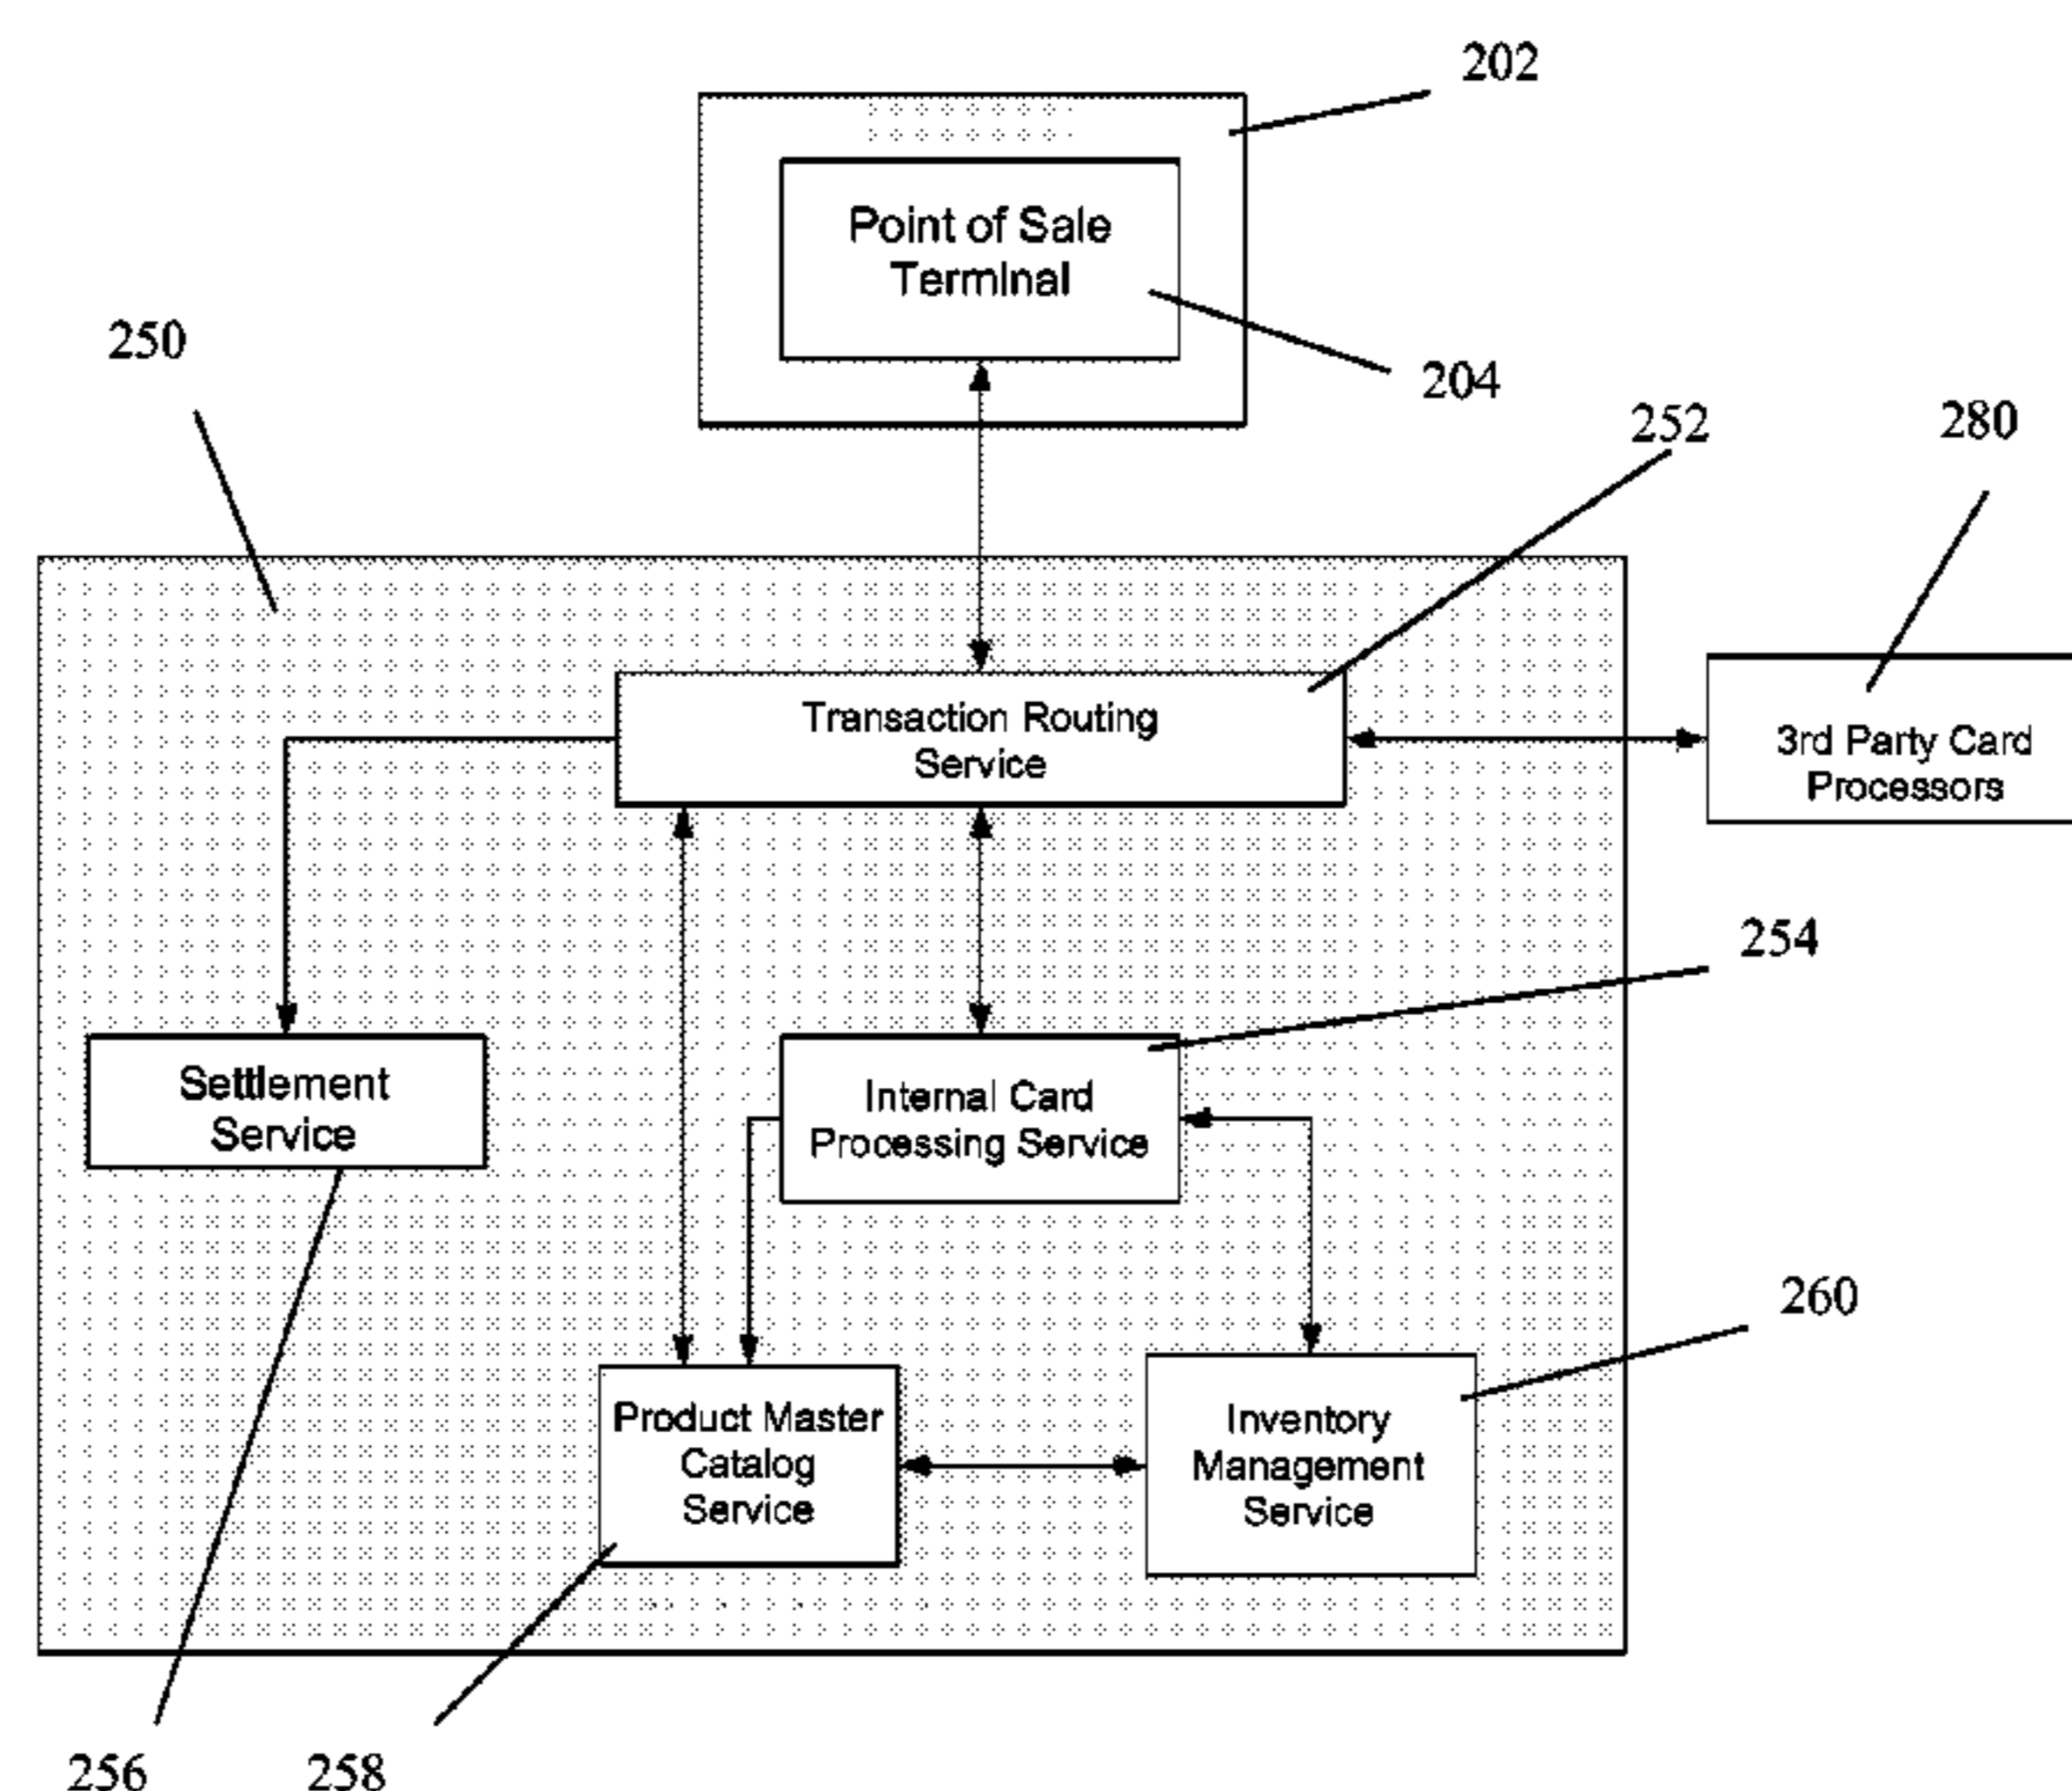 202
Point of Sale
Terminal
204
250
252
280
Transaction Routing
Service
3rd Party Card
Processors
254
Settlement
Service
Internal Card
Processing Service
260
Product Master
Catalog
Service
Inventory
Management
Service
256
258